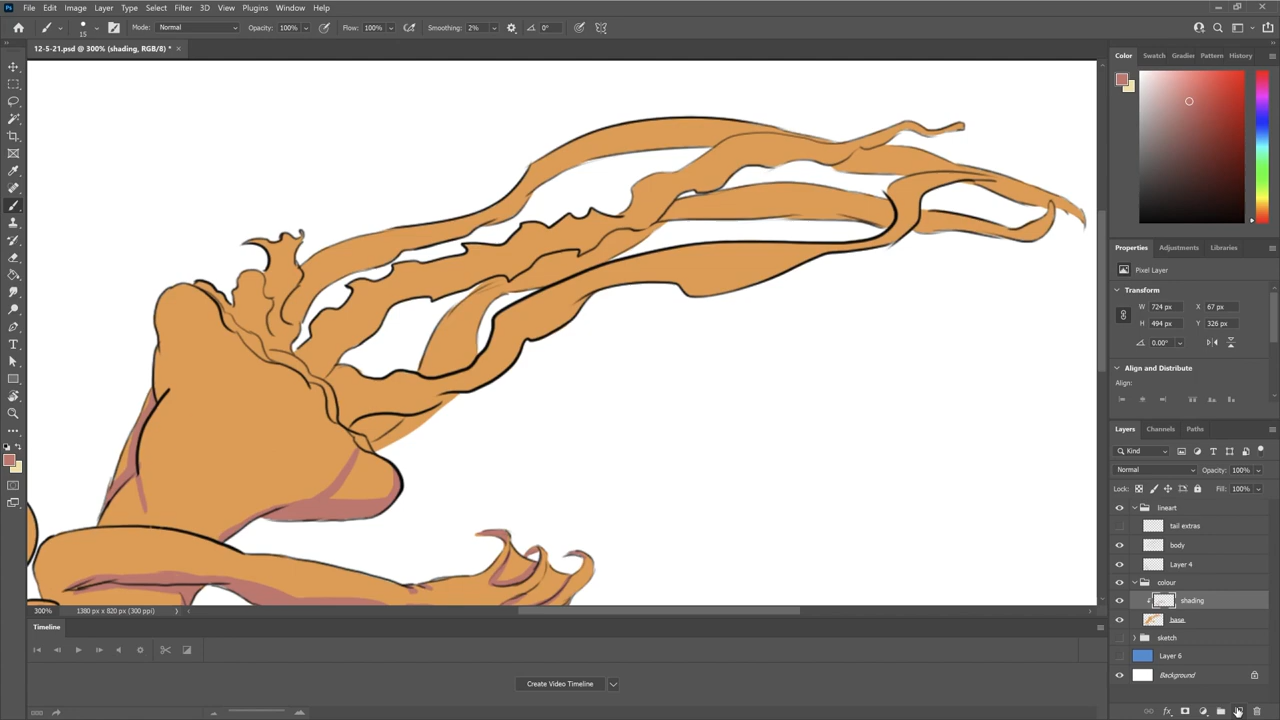 File Edit Image Layer Type Select Filter 3D View Plugins Window Help
15 Mode: Normal Opacity: 100% Flow: 100% Smoothing: 2% 0°
12-5-21.psd @ 300% (shading, RGB/8) * ×
Color Swatch Gradier Pattern History
Properties Adjustments Libraries
Pixel Layer
Transform
W 724 px X 67 px
H 494 px Y 326 px
0.00°
Align and Distribute
Align:
Layers Channels Paths
Kind
Normal Opacity: 100%
Lock: Fill: 100%
lineart
tail extras
body
Layer 4
colour
shading
base
sketch
Layer 6
Background
300% 1380 px x 820 px (300 ppi)
Timeline
Create Video Timeline